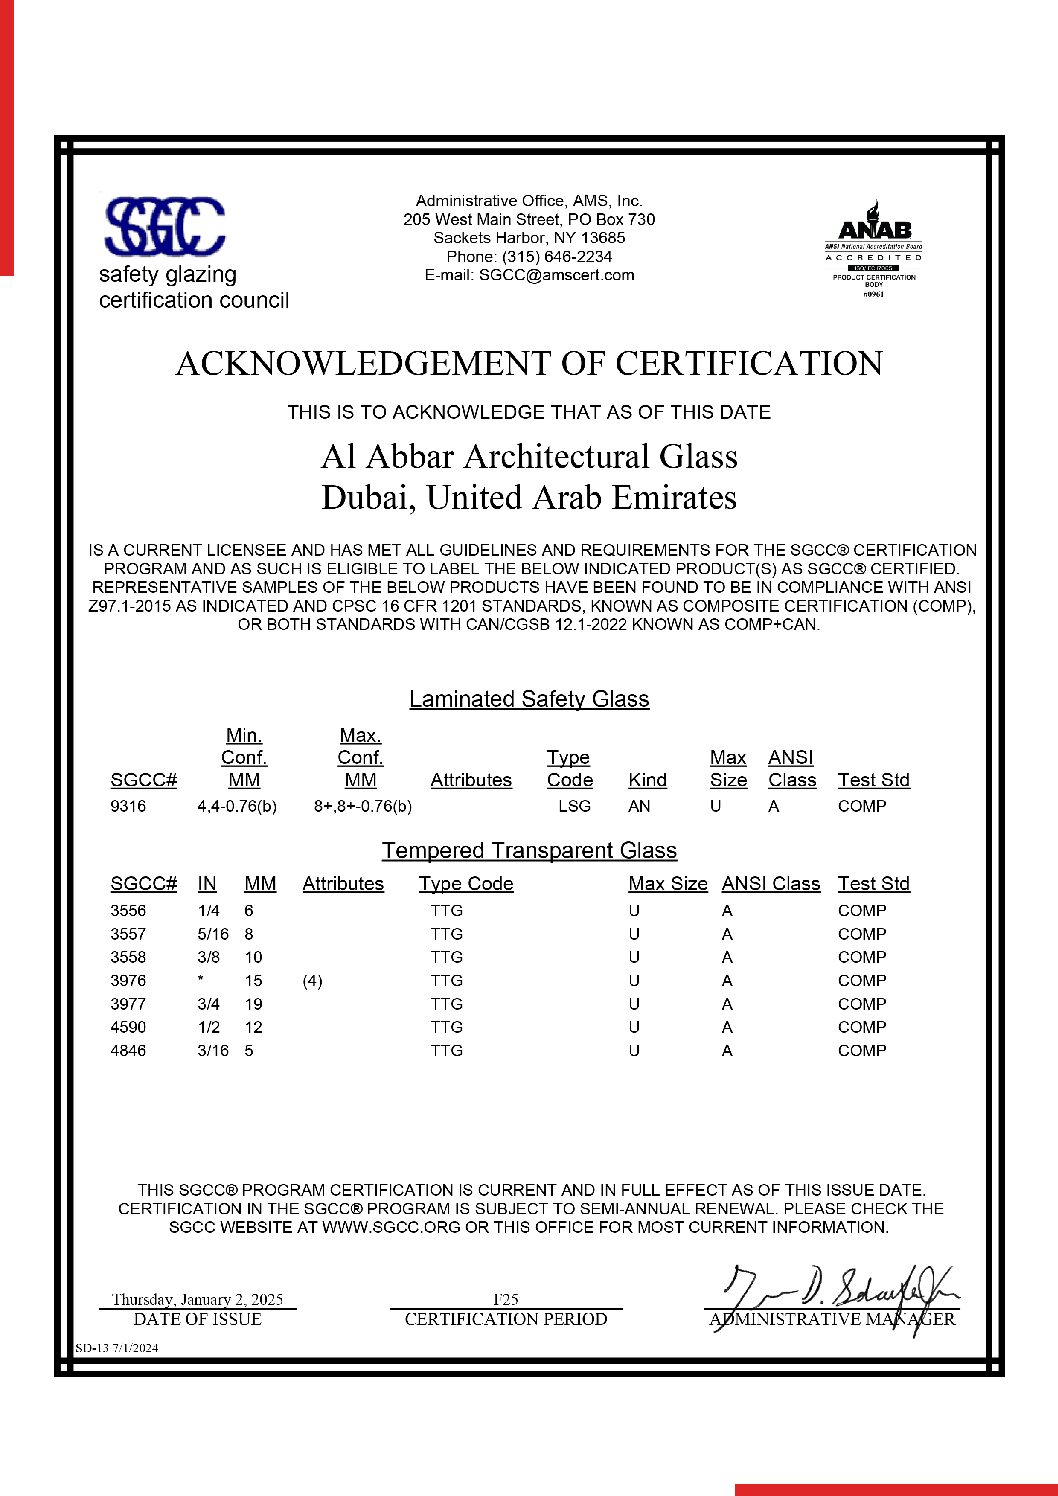 SGCC
safety glazing
certification council
Administrative Office, AMS, Inc.
205 West Main Street, PO Box 730
Sackets Harbor, NY 13685
Phone: (315) 646-2234
E-mail: SGCC@amscert.com
ANAB
ANSI National Accreditation Board
ACCREDITED
PRODUCT CERTIFICATION
BODY
#0961
ACKNOWLEDGEMENT OF CERTIFICATION
THIS IS TO ACKNOWLEDGE THAT AS OF THIS DATE
Al Abbar Architectural Glass
Dubai, United Arab Emirates
IS A CURRENT LICENSEE AND HAS MET ALL GUIDELINES AND REQUIREMENTS FOR THE SGCC® CERTIFICATION
PROGRAM AND AS SUCH IS ELIGIBLE TO LABEL THE BELOW INDICATED PRODUCT(S) AS SGCC® CERTIFIED.
REPRESENTATIVE SAMPLES OF THE BELOW PRODUCTS HAVE BEEN FOUND TO BE IN COMPLIANCE WITH ANSI
Z97.1-2015 AS INDICATED AND CPSC 16 CFR 1201 STANDARDS, KNOWN AS COMPOSITE CERTIFICATION (COMP),
OR BOTH STANDARDS WITH CAN/CGSB 12.1-2022 KNOWN AS COMP+CAN.
Laminated Safety Glass
Min. Max.
Conf. Conf. Type Max ANSI
SGCC# MM MM Attributes Code Kind Size Class Test Std
9316 4,4-0.76(b) 8+,8+-0.76(b) LSG AN U A COMP
Tempered Transparent Glass
SGCC# IN MM Attributes Type Code Max Size ANSI Class Test Std
3556 1/4 6 TTG U A COMP
3557 5/16 8 TTG U A COMP
3558 3/8 10 TTG U A COMP
3976 * 15 (4) TTG U A COMP
3977 3/4 19 TTG U A COMP
4590 1/2 12 TTG U A COMP
4846 3/16 5 TTG U A COMP
THIS SGCC® PROGRAM CERTIFICATION IS CURRENT AND IN FULL EFFECT AS OF THIS ISSUE DATE.
CERTIFICATION IN THE SGCC® PROGRAM IS SUBJECT TO SEMI-ANNUAL RENEWAL. PLEASE CHECK THE
SGCC WEBSITE AT WWW.SGCC.ORG OR THIS OFFICE FOR MOST CURRENT INFORMATION.
Thursday, January 2, 2025 F25
DATE OF ISSUE CERTIFICATION PERIOD ADMINISTRATIVE MANAGER
SD-13 7/1/2024